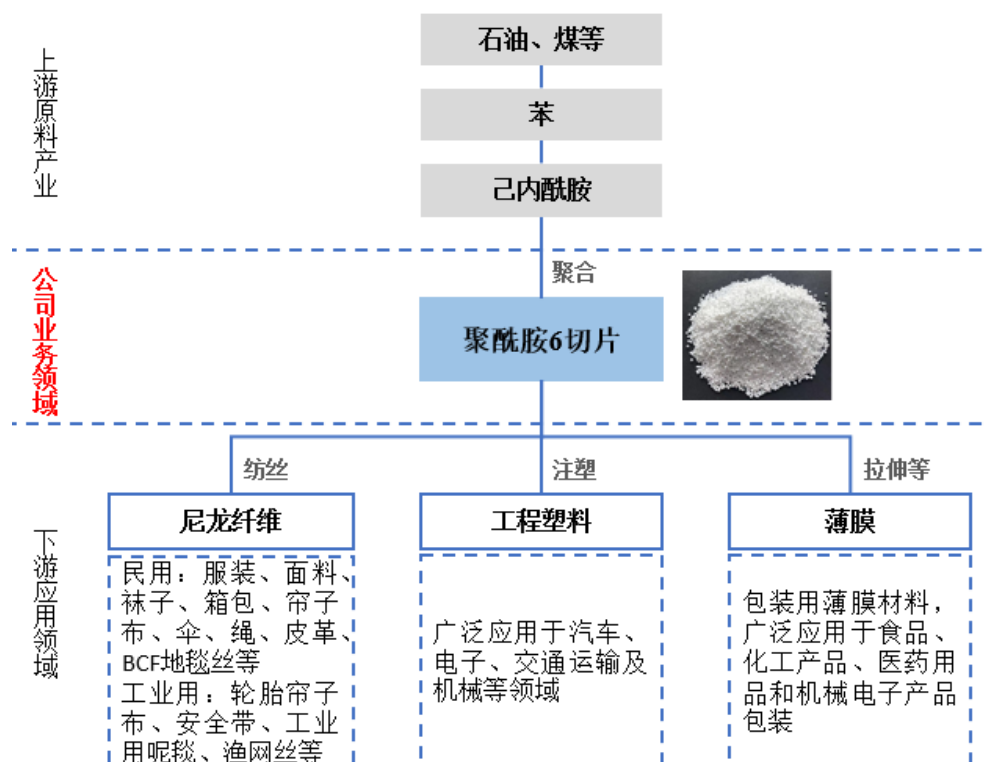 上游原料产业
石油、煤等
苯
己内酰胺
公司业务领域
聚合
聚酰胺6切片
下游应用领域
纺丝
注塑
拉伸等
尼龙纤维
工程塑料
薄膜
民用：服装、面料、
袜子、箱包、帘子
布、伞、绳、皮革、
BCF地毯丝等
工业用：轮胎帘子
布、安全带、工业
用呢毯、渔网丝等
广泛应用于汽车、
电子、交通运输及
机械等领域
包装用薄膜材料，
广泛应用于食品、
化工产品、医药用
品和机械电子产品
包装